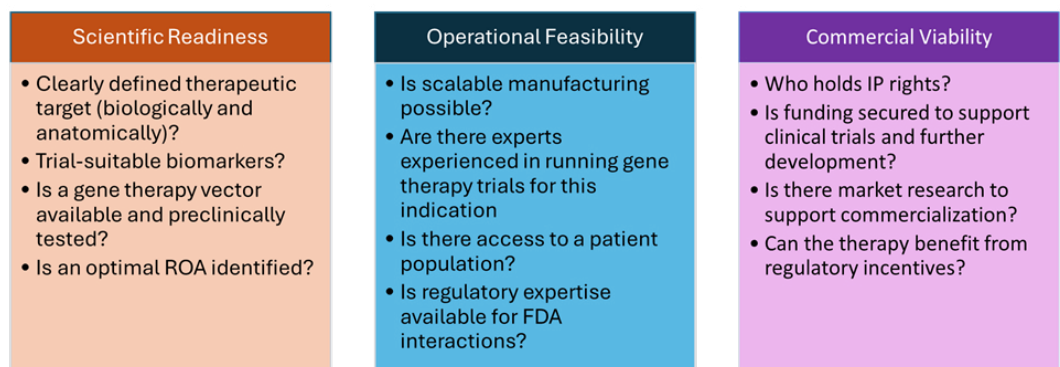 Scientific Readiness
• Clearly defined therapeutic
target (biologically and
anatomically)?
• Trial-suitable biomarkers?
• Is a gene therapy vector
available and preclinically
tested?
• Is an optimal ROA identified?
Operational Feasibility
• Is scalable manufacturing
possible?
• Are there experts
experienced in running gene
therapy trials for this
indication
• Is there access to a patient
population?
• Is regulatory expertise
available for FDA
interactions?
Commercial Viability
• Who holds IP rights?
• Is funding secured to support
clinical trials and further
development?
• Is there market research to
support commercialization?
• Can the therapy benefit from
regulatory incentives?